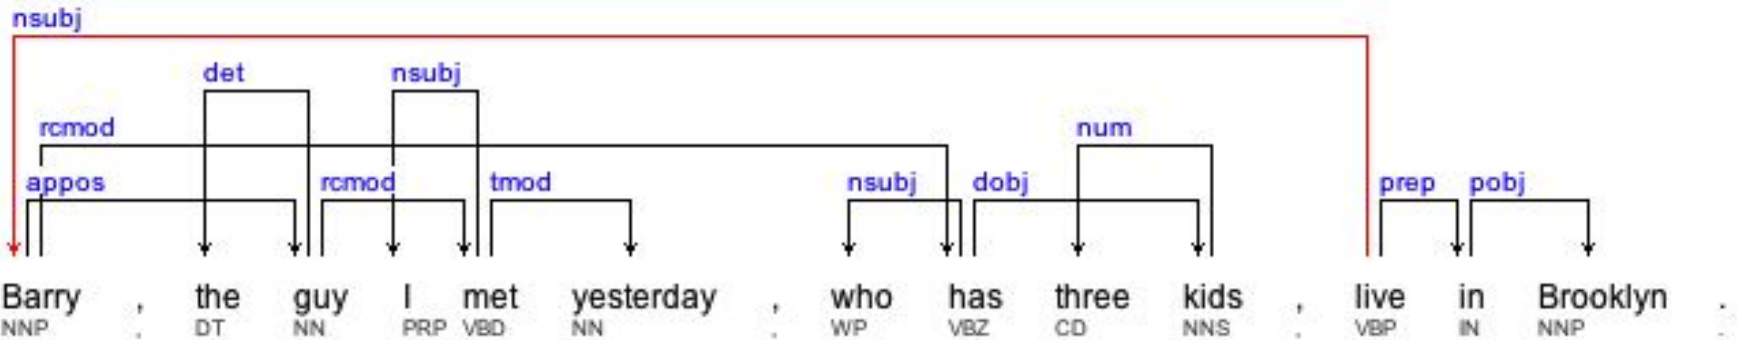 nsubj
det nsubj
rcmod num
appos rcmod tmod nsubj dobj prep pobj
Barry , the guy I met yesterday , who has three kids , live in Brooklyn .
NNP , DT NN PRP VBD NN , WP VBZ CD NNS , VBP IN NNP .